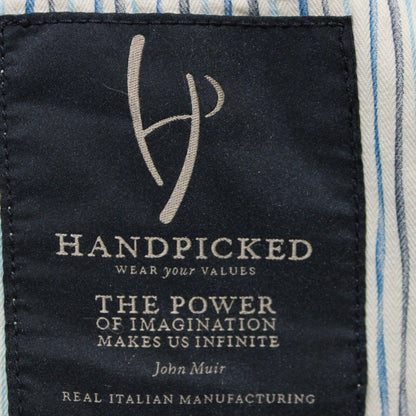 HANDPICKED
WEAR your VALUES
THE POWER
OF IMAGINATION
MAKES US INFINITE
John Muir
REAL ITALIAN MANUFACTURING